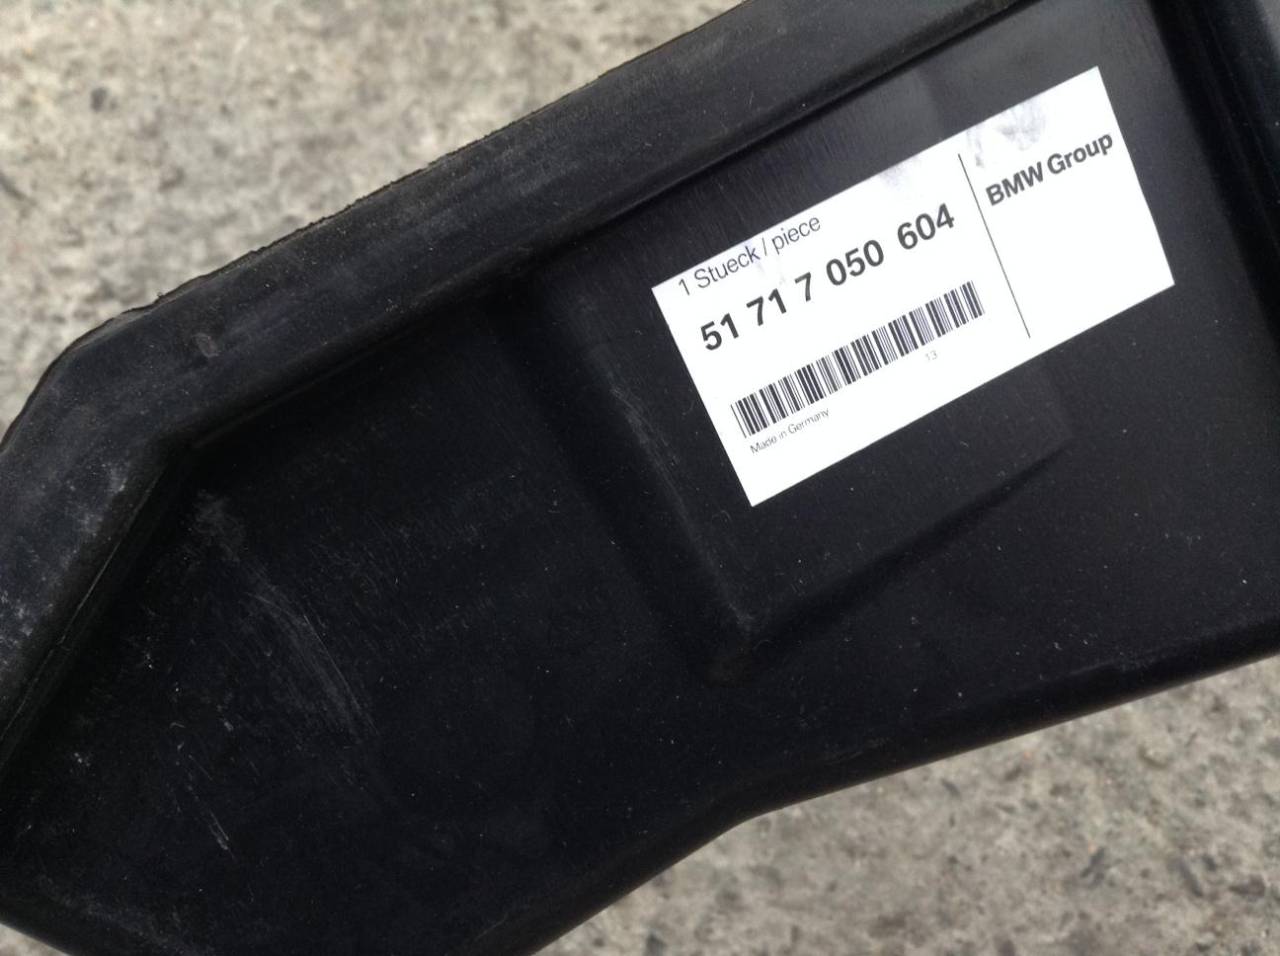 1 Stueck / piece
51 71 7 050 604
13
Made in Germany
BMW Group